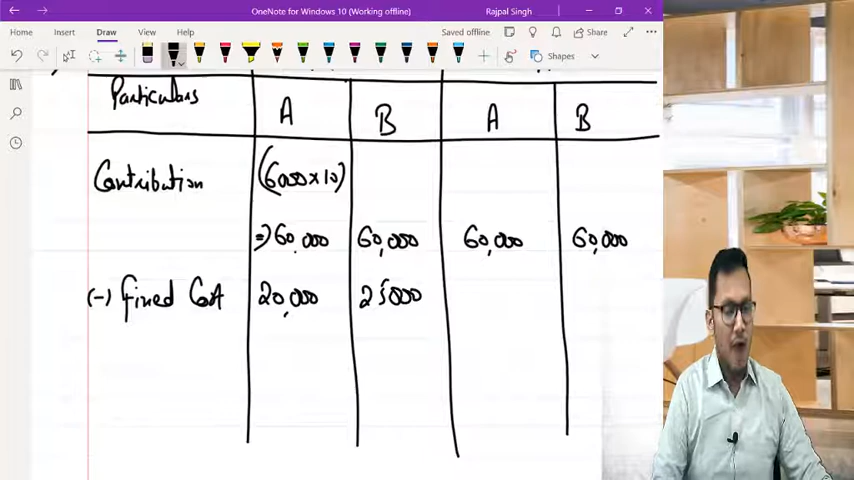 OneNote for Windows 10 (Working offline)
Rajpal Singh
Home Insert Draw View Help
Saved offline
Share
Shapes
Particulars A B A B
Contribution (6000×10)
⇒ 60,000 60,000 60,000 60,000
(-) Fixed Cost 20,000 25000